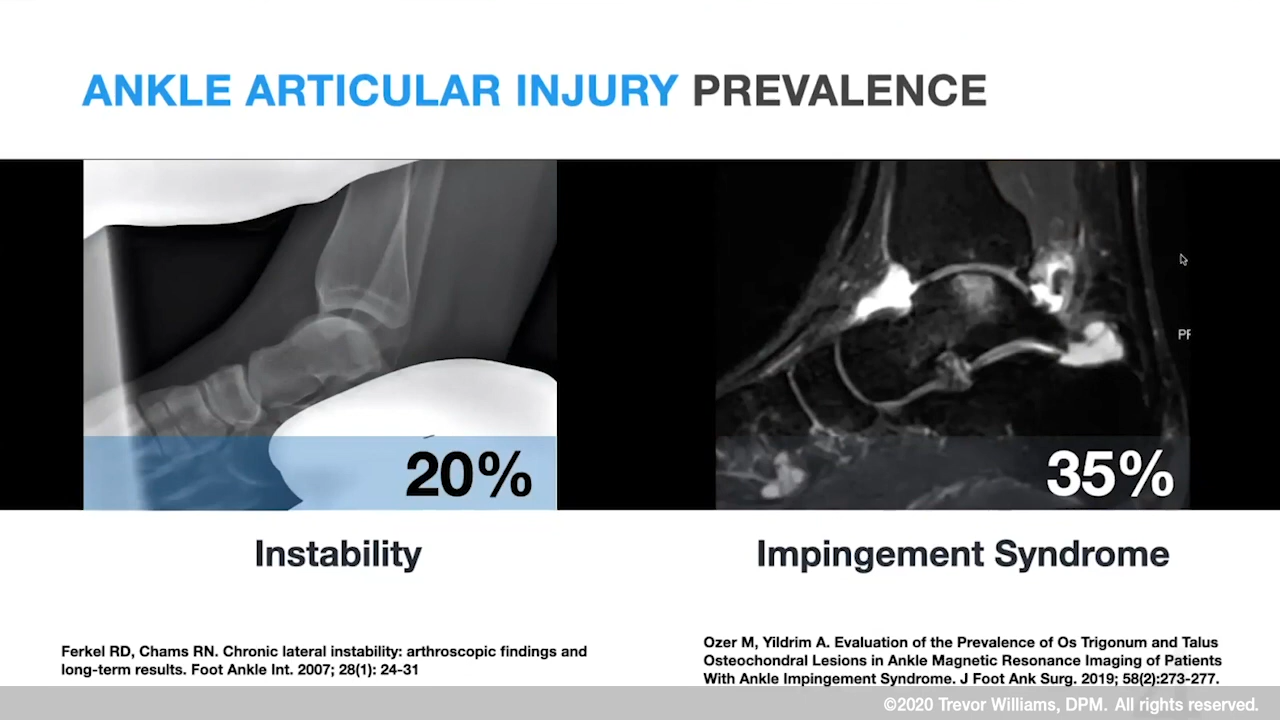 ANKLE ARTICULAR INJURY PREVALENCE
20%
Instability
Ferkel RD, Chams RN. Chronic lateral instability: arthroscopic findings and
long-term results. Foot Ankle Int. 2007; 28(1): 24-31
PF
35%
Impingement Syndrome
Ozer M, Yildrim A. Evaluation of the Prevalence of Os Trigonum and Talus
Osteochondral Lesions in Ankle Magnetic Resonance Imaging of Patients
With Ankle Impingement Syndrome. J Foot Ank Surg. 2019; 58(2):273-277.
©2020 Trevor Williams, DPM. All rights reserved.